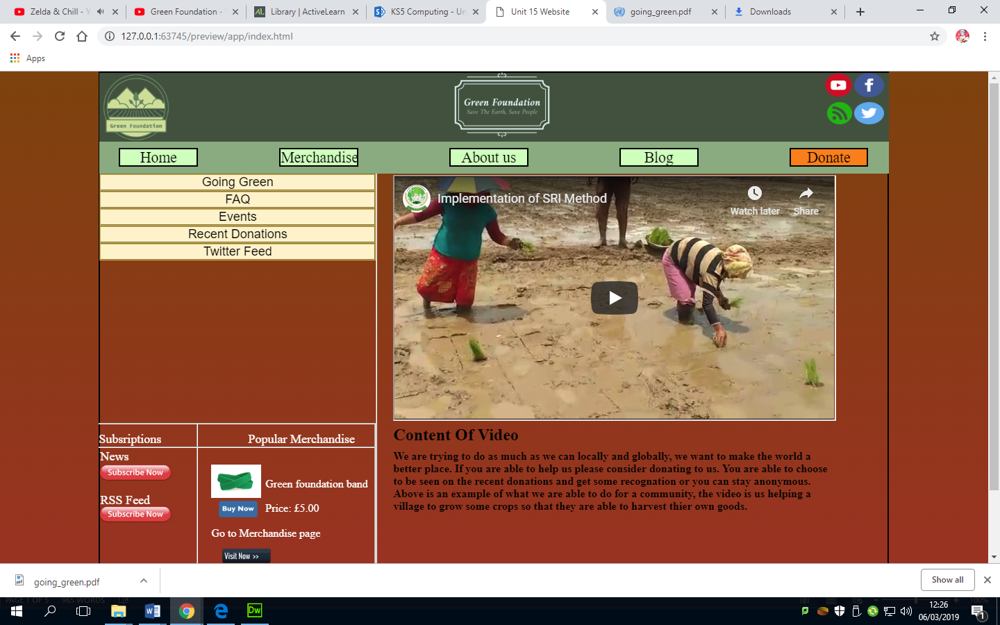 Zelda & Chill - Y
Green Foundation - Y
Library | ActiveLearn
KS5 Computing - Un
Unit 15 Website
going_green.pdf
Downloads
127.0.0.1:63745/preview/app/index.html
Apps
Green Foundation
Green Foundation
Save The Earth, Save People
Home
Merchandise
About us
Blog
Donate
Going Green
FAQ
Events
Recent Donations
Twitter Feed
Implementation of SRI Method
Watch later
Share
Subsriptions
Popular Merchandise
News
Subscribe Now
RSS Feed
Subscribe Now
Green foundation band
Buy Now
Price: £5.00
Go to Merchandise page
Visit Now >>
Content Of Video
We are trying to do as much as we can locally and globally, we want to make the world a
better place. If you are able to help us please consider donating to us. You are able to choose
to be seen on the recent donations and get some recognation or you can stay anonymous.
Above is an example of what we are able to do for a community, the video is us helping a
village to grow some crops so that they are able to harvest thier own goods.
going_green.pdf
Show all
PAGE 1 OF 5 965 WORDS
100%
12:26
06/03/2019
1